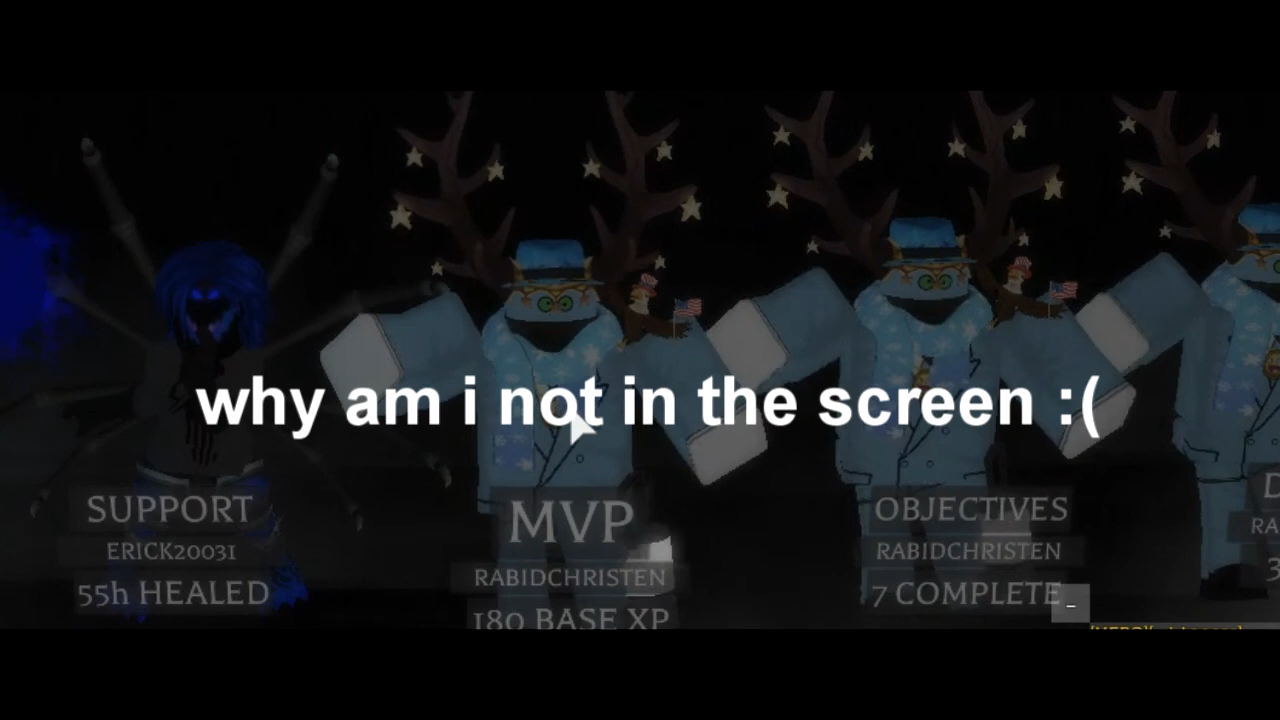 why am i not in the screen :(
SUPPORT
ERICK20031
55h HEALED
MVP
RABIDCHRISTEN
180 BASE XP
OBJECTIVES
RABIDCHRISTEN
7 COMPLETE